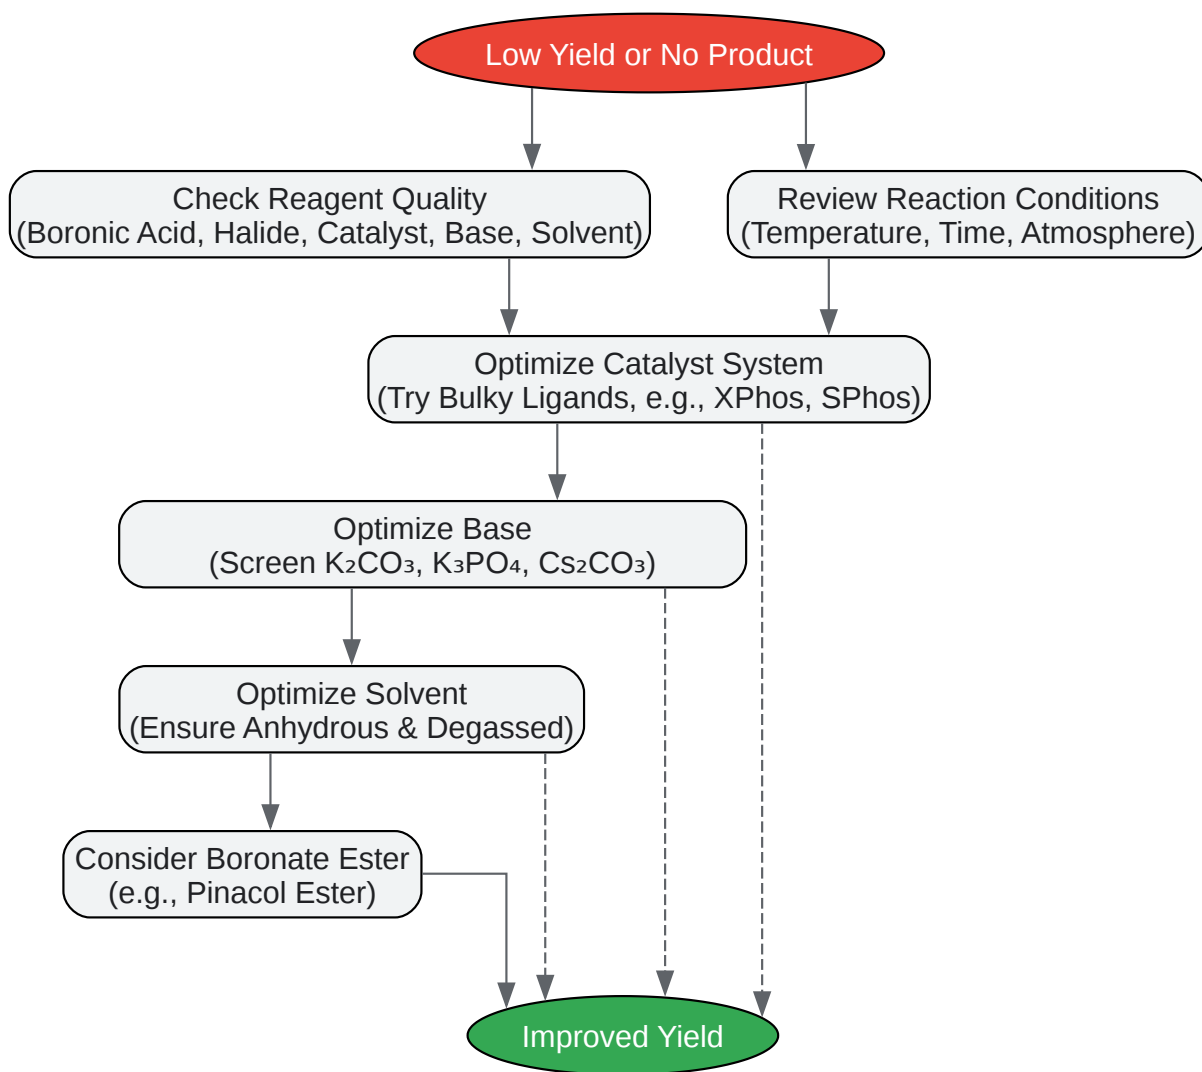 Low Yield or No Product
Check Reagent Quality
(Boronic Acid, Halide, Catalyst, Base, Solvent)
Review Reaction Conditions
(Temperature, Time, Atmosphere)
Optimize Catalyst System
(Try Bulky Ligands, e.g., XPhos, SPhos)
Optimize Base
(Screen K₂CO₃, K₃PO₄, Cs₂CO₃)
Optimize Solvent
(Ensure Anhydrous & Degassed)
Consider Boronate Ester
(e.g., Pinacol Ester)
Improved Yield